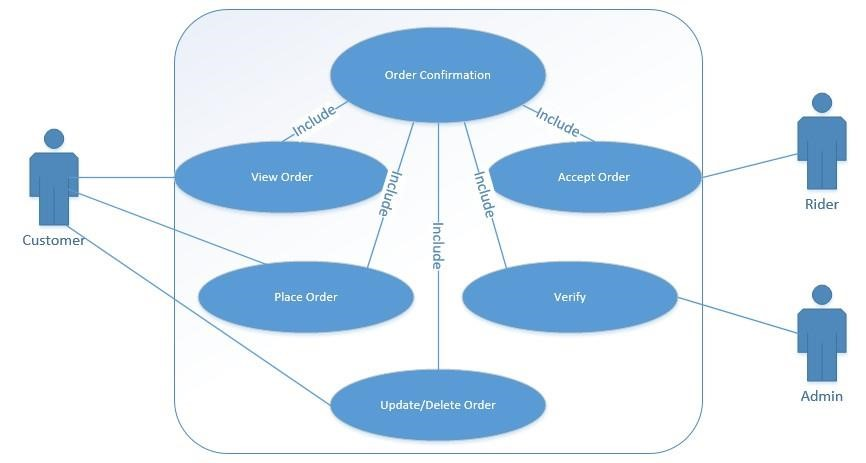 Order Confirmation
Include
Include
View Order
Include
Include
Accept Order
Include
Customer
Rider
Place Order
Verify
Update/Delete Order
Admin